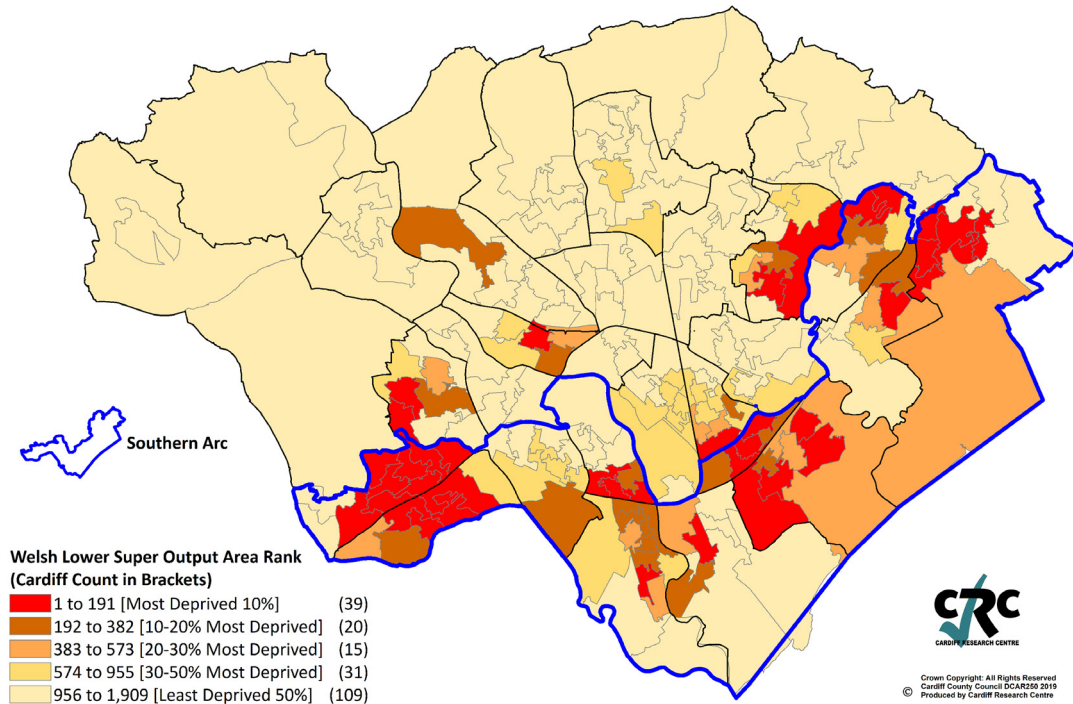 Southern Arc
Welsh Lower Super Output Area Rank
(Cardiff Count in Brackets)
1 to 191 [Most Deprived 10%] (39)
192 to 382 [10-20% Most Deprived] (20)
383 to 573 [20-30% Most Deprived] (15)
574 to 955 [30-50% Most Deprived] (31)
956 to 1,909 [Least Deprived 50%] (109)
CRC
CARDIFF RESEARCH CENTRE
Crown Copyright: All Rights Reserved
Cardiff County Council DCAR250 2019
© Produced by Cardiff Research Centre